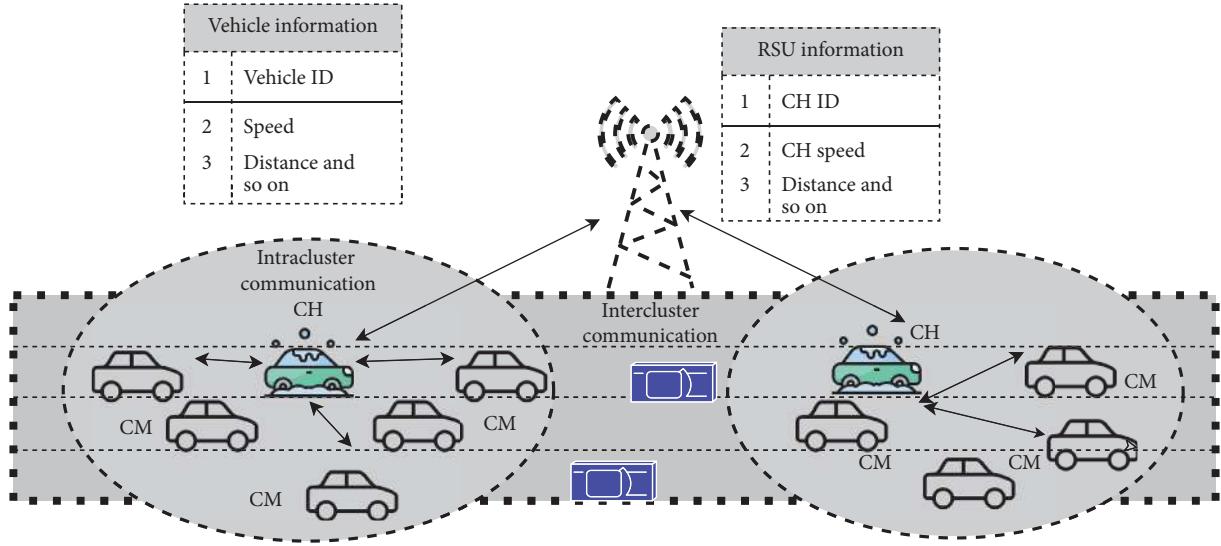 Vehicle information
1 Vehicle ID
2 Speed
3 Distance and
so on
RSU information
1 CH ID
2 CH speed
3 Distance and
so on
Intracluster
communication
CH
CM
CM
CM
Intercluster
communication
CH
CM
CM
CM